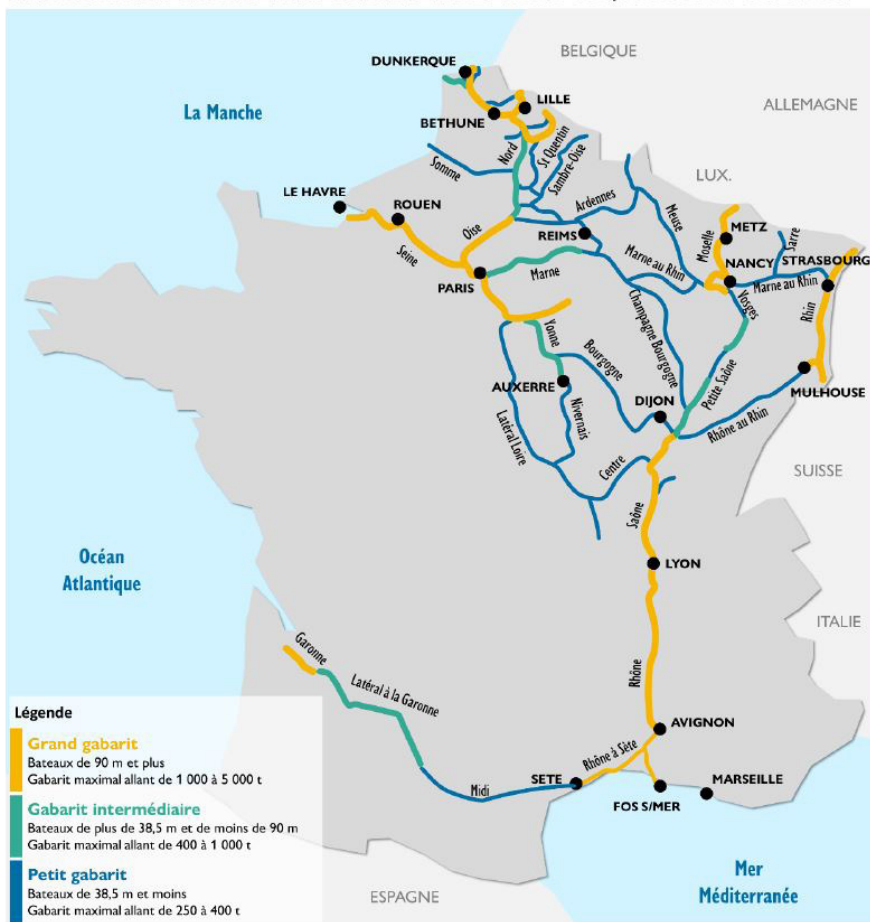 BELGIQUE
DUNKERQUE
ALLEMAGNE
La Manche
LILLE
BETHUNE
Nord
St Quentin
Sambre-Oise
Somme
LUX.
LE HAVRE
ROUEN
Ardennes
Meuse
METZ
Sarre
Oise
REIMS
Moselle
NANCY
STRASBOURG
Seine
Marne au Rhin
Marne au Rhin
PARIS
Marne
Vosges
Rhin
Champagne Bourgogne
Yonne
Bourgogne
Petite Saône
AUXERRE
DIJON
MULHOUSE
Nivernais
Rhône au Rhin
Latéral Loire
Centre
SUISSE
Saône
Océan
Atlantique
LYON
ITALIE
Garonne
Rhône
Latéral à la Garonne
AVIGNON
Rhône à Sète
SETE
MARSEILLE
Midi
FOS S/MER
Mer
Méditerranée
ESPAGNE
Légende
Grand gabarit
Bateaux de 90 m et plus
Gabarit maximal allant de 1 000 à 5 000 t
Gabarit intermédiaire
Bateaux de plus de 38,5 m et de moins de 90 m
Gabarit maximal allant de 400 à 1 000 t
Petit gabarit
Bateaux de 38,5 m et moins
Gabarit maximal allant de 250 à 400 t